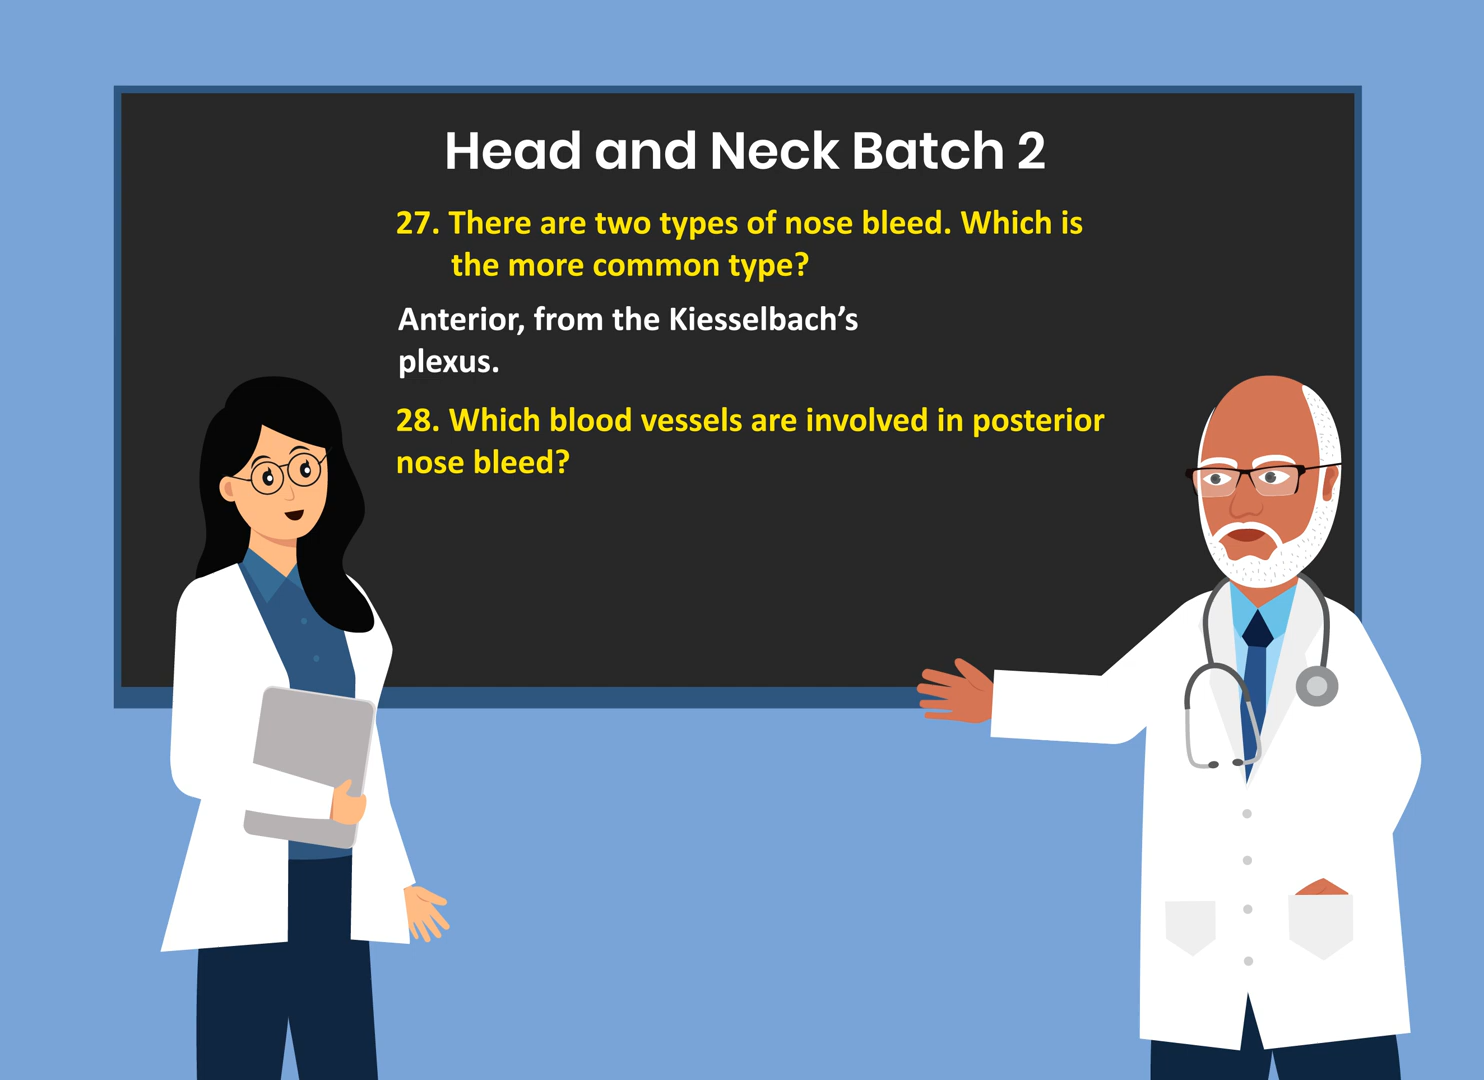 Head and Neck Batch 2
27. There are two types of nose bleed. Which is
the more common type?
Anterior, from the Kiesselbach’s
plexus.
28. Which blood vessels are involved in posterior
nose bleed?